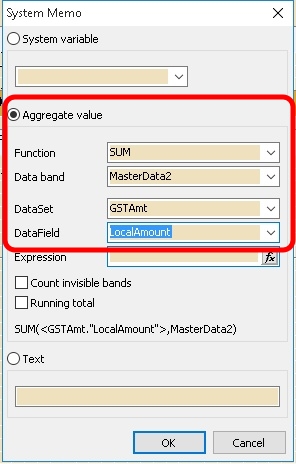 System Memo
System variable
Aggregate value
Function SUM
Data band MasterData2
DataSet GSTAmt
DataField LocalAmount
Expression fx
Count invisible bands
Running total
SUM(<GSTAmt."LocalAmount">,MasterData2)
Text
OK Cancel